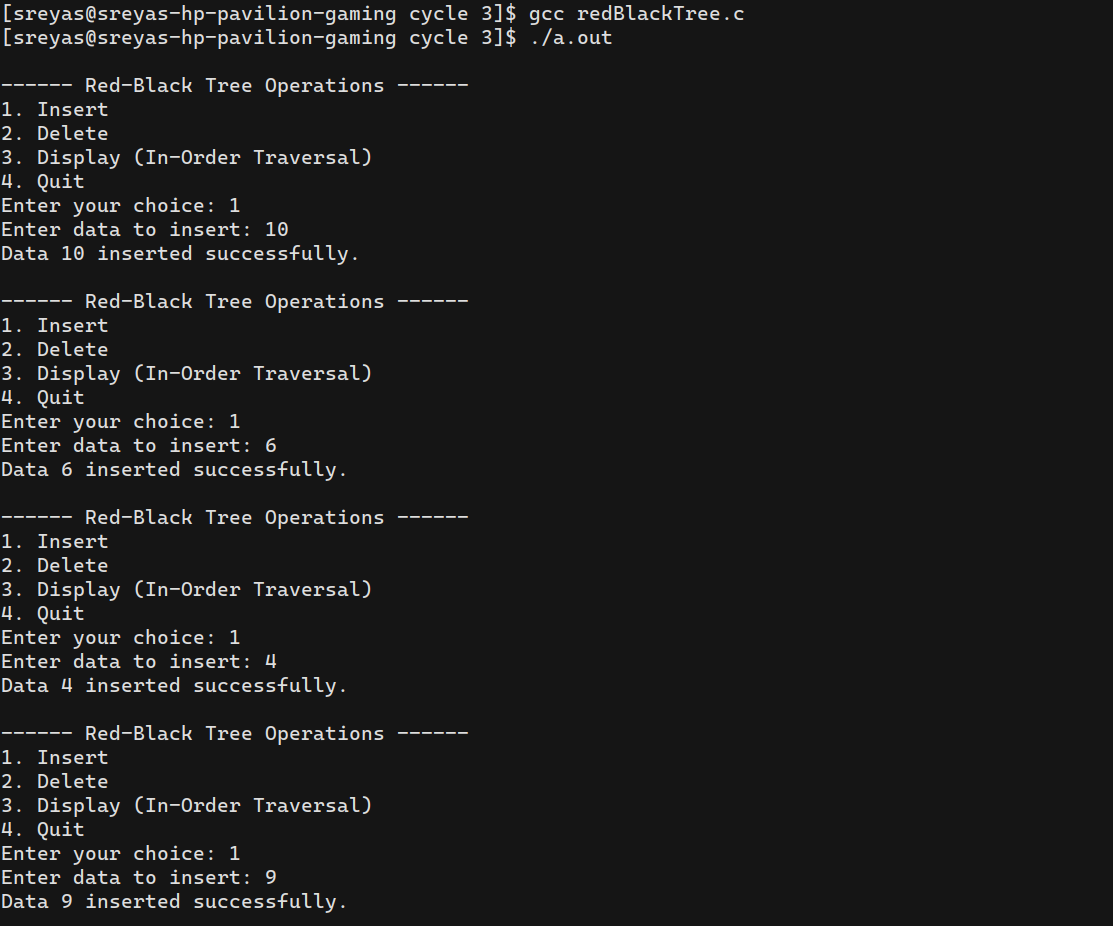 [sreyas@sreyas-hp-pavilion-gaming cycle 3]$ gcc redBlackTree.c
[sreyas@sreyas-hp-pavilion-gaming cycle 3]$ ./a.out
------ Red-Black Tree Operations ------
1. Insert
2. Delete
3. Display (In-Order Traversal)
4. Quit
Enter your choice: 1
Enter data to insert: 10
Data 10 inserted successfully.
------ Red-Black Tree Operations ------
1. Insert
2. Delete
3. Display (In-Order Traversal)
4. Quit
Enter your choice: 1
Enter data to insert: 6
Data 6 inserted successfully.
------ Red-Black Tree Operations ------
1. Insert
2. Delete
3. Display (In-Order Traversal)
4. Quit
Enter your choice: 1
Enter data to insert: 4
Data 4 inserted successfully.
------ Red-Black Tree Operations ------
1. Insert
2. Delete
3. Display (In-Order Traversal)
4. Quit
Enter your choice: 1
Enter data to insert: 9
Data 9 inserted successfully.